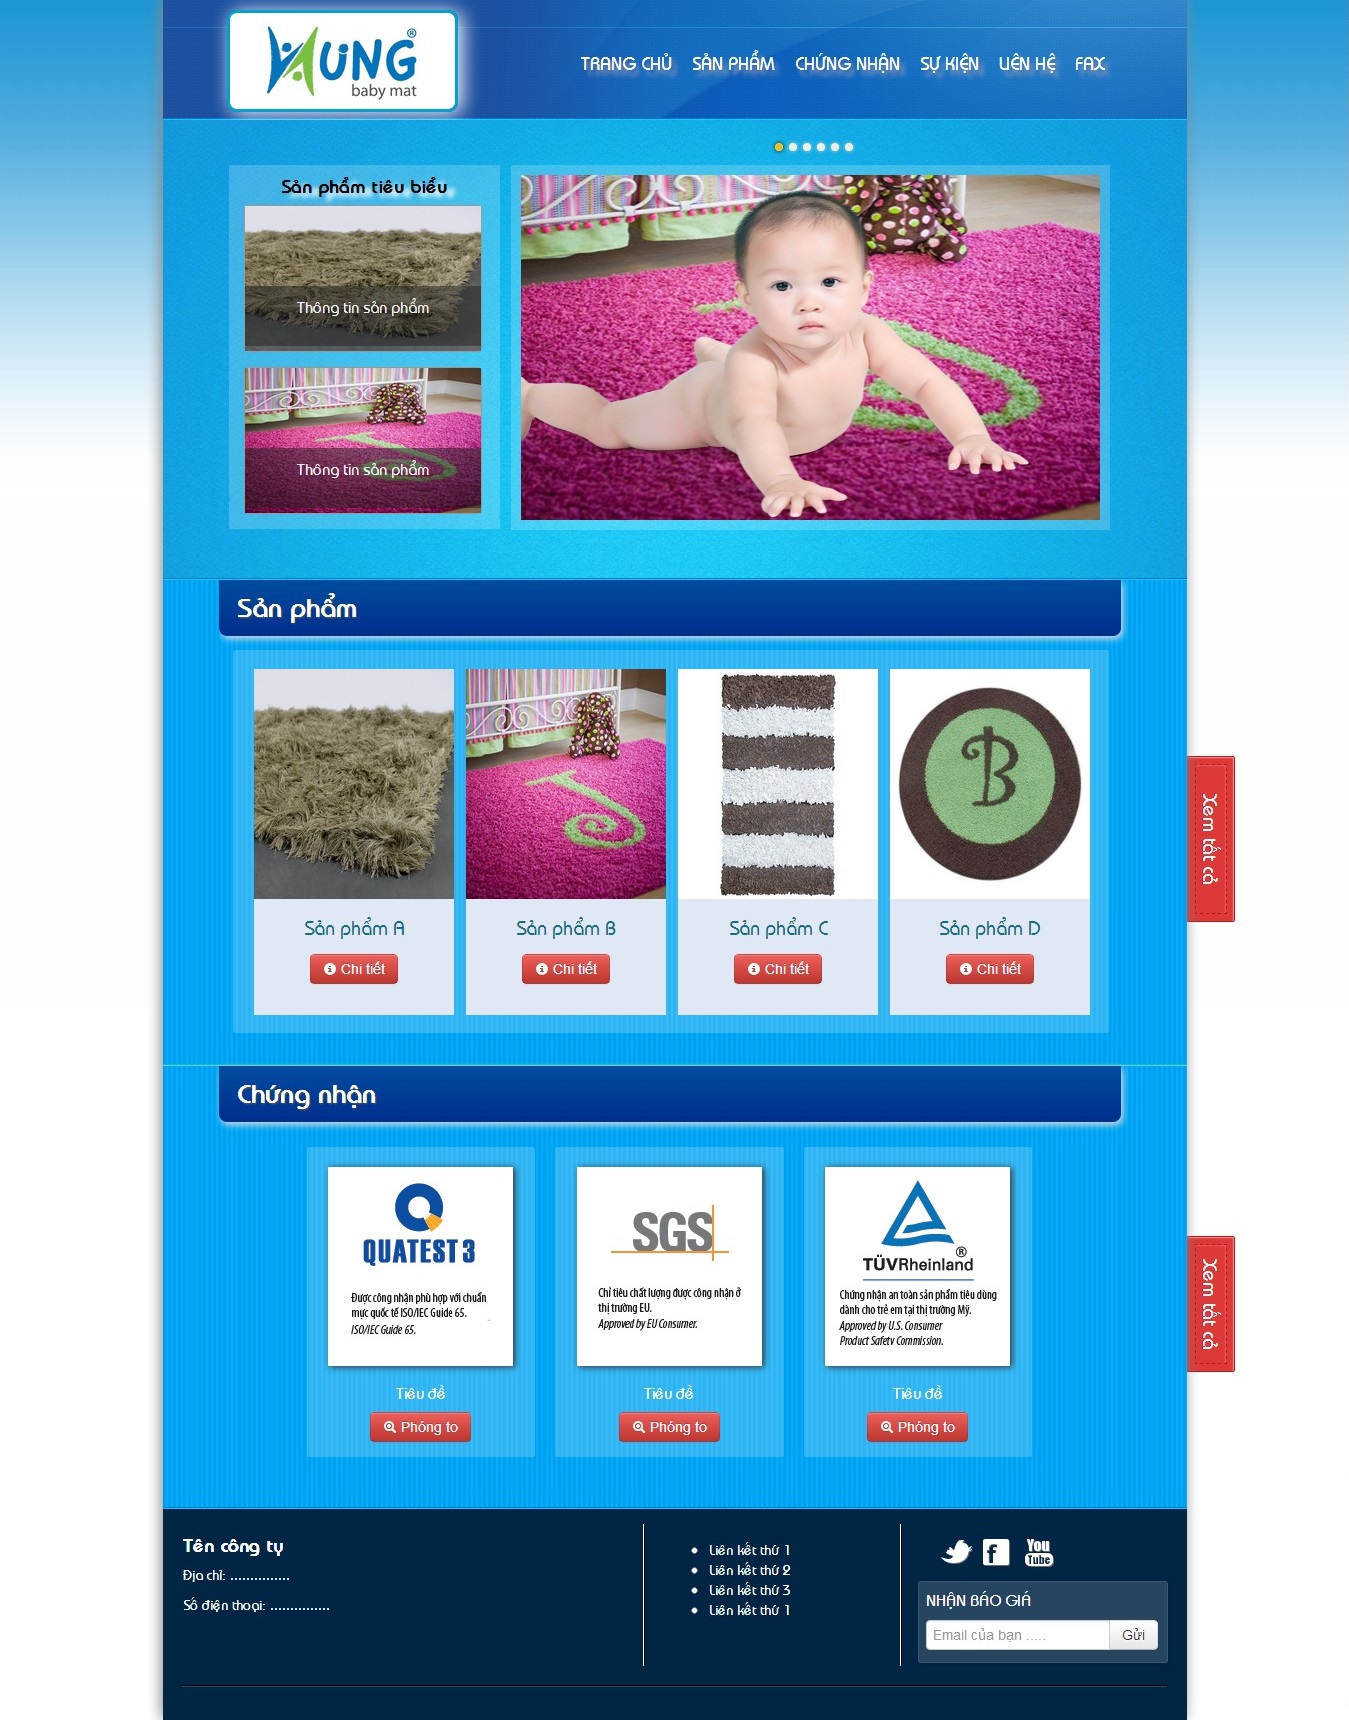 HUNG®
baby mat
TRANG CHỦ SẢN PHẨM CHỨNG NHẬN SỰ KIỆN LIÊN HỆ FAX
Sản phẩm tiêu biểu
Thông tin sản phẩm
Thông tin sản phẩm
Sản phẩm
B
Sản phẩm A
Chi tiết
Sản phẩm B
Chi tiết
Sản phẩm C
Chi tiết
Sản phẩm D
Chi tiết
Xem tất cả
Chứng nhận
QUATEST 3
Được công nhận phù hợp với chuẩn
mực quốc tế ISO/IEC Guide 65.
ISO/IEC Guide 65.
Tiêu đề
Phóng to
SGS
Chỉ tiêu chất lượng được công nhận ở
thị trường EU.
Approved by EU Consumer.
Tiêu đề
Phóng to
TÜVRheinland®
Chứng nhận an toàn sản phẩm tiêu dùng
dành cho trẻ em tại thị trường Mỹ.
Approved by U.S. Consumer
Product Safety Commission.
Tiêu đề
Phóng to
Xem tất cả
Tên công ty
Địa chỉ: ...............
Số điện thoại: ...............
Liên kết thứ 1
Liên kết thứ 2
Liên kết thứ 3
Liên kết thứ 1
f
You
Tube
NHẬN BÁO GIÁ
Email của bạn .....
Gửi